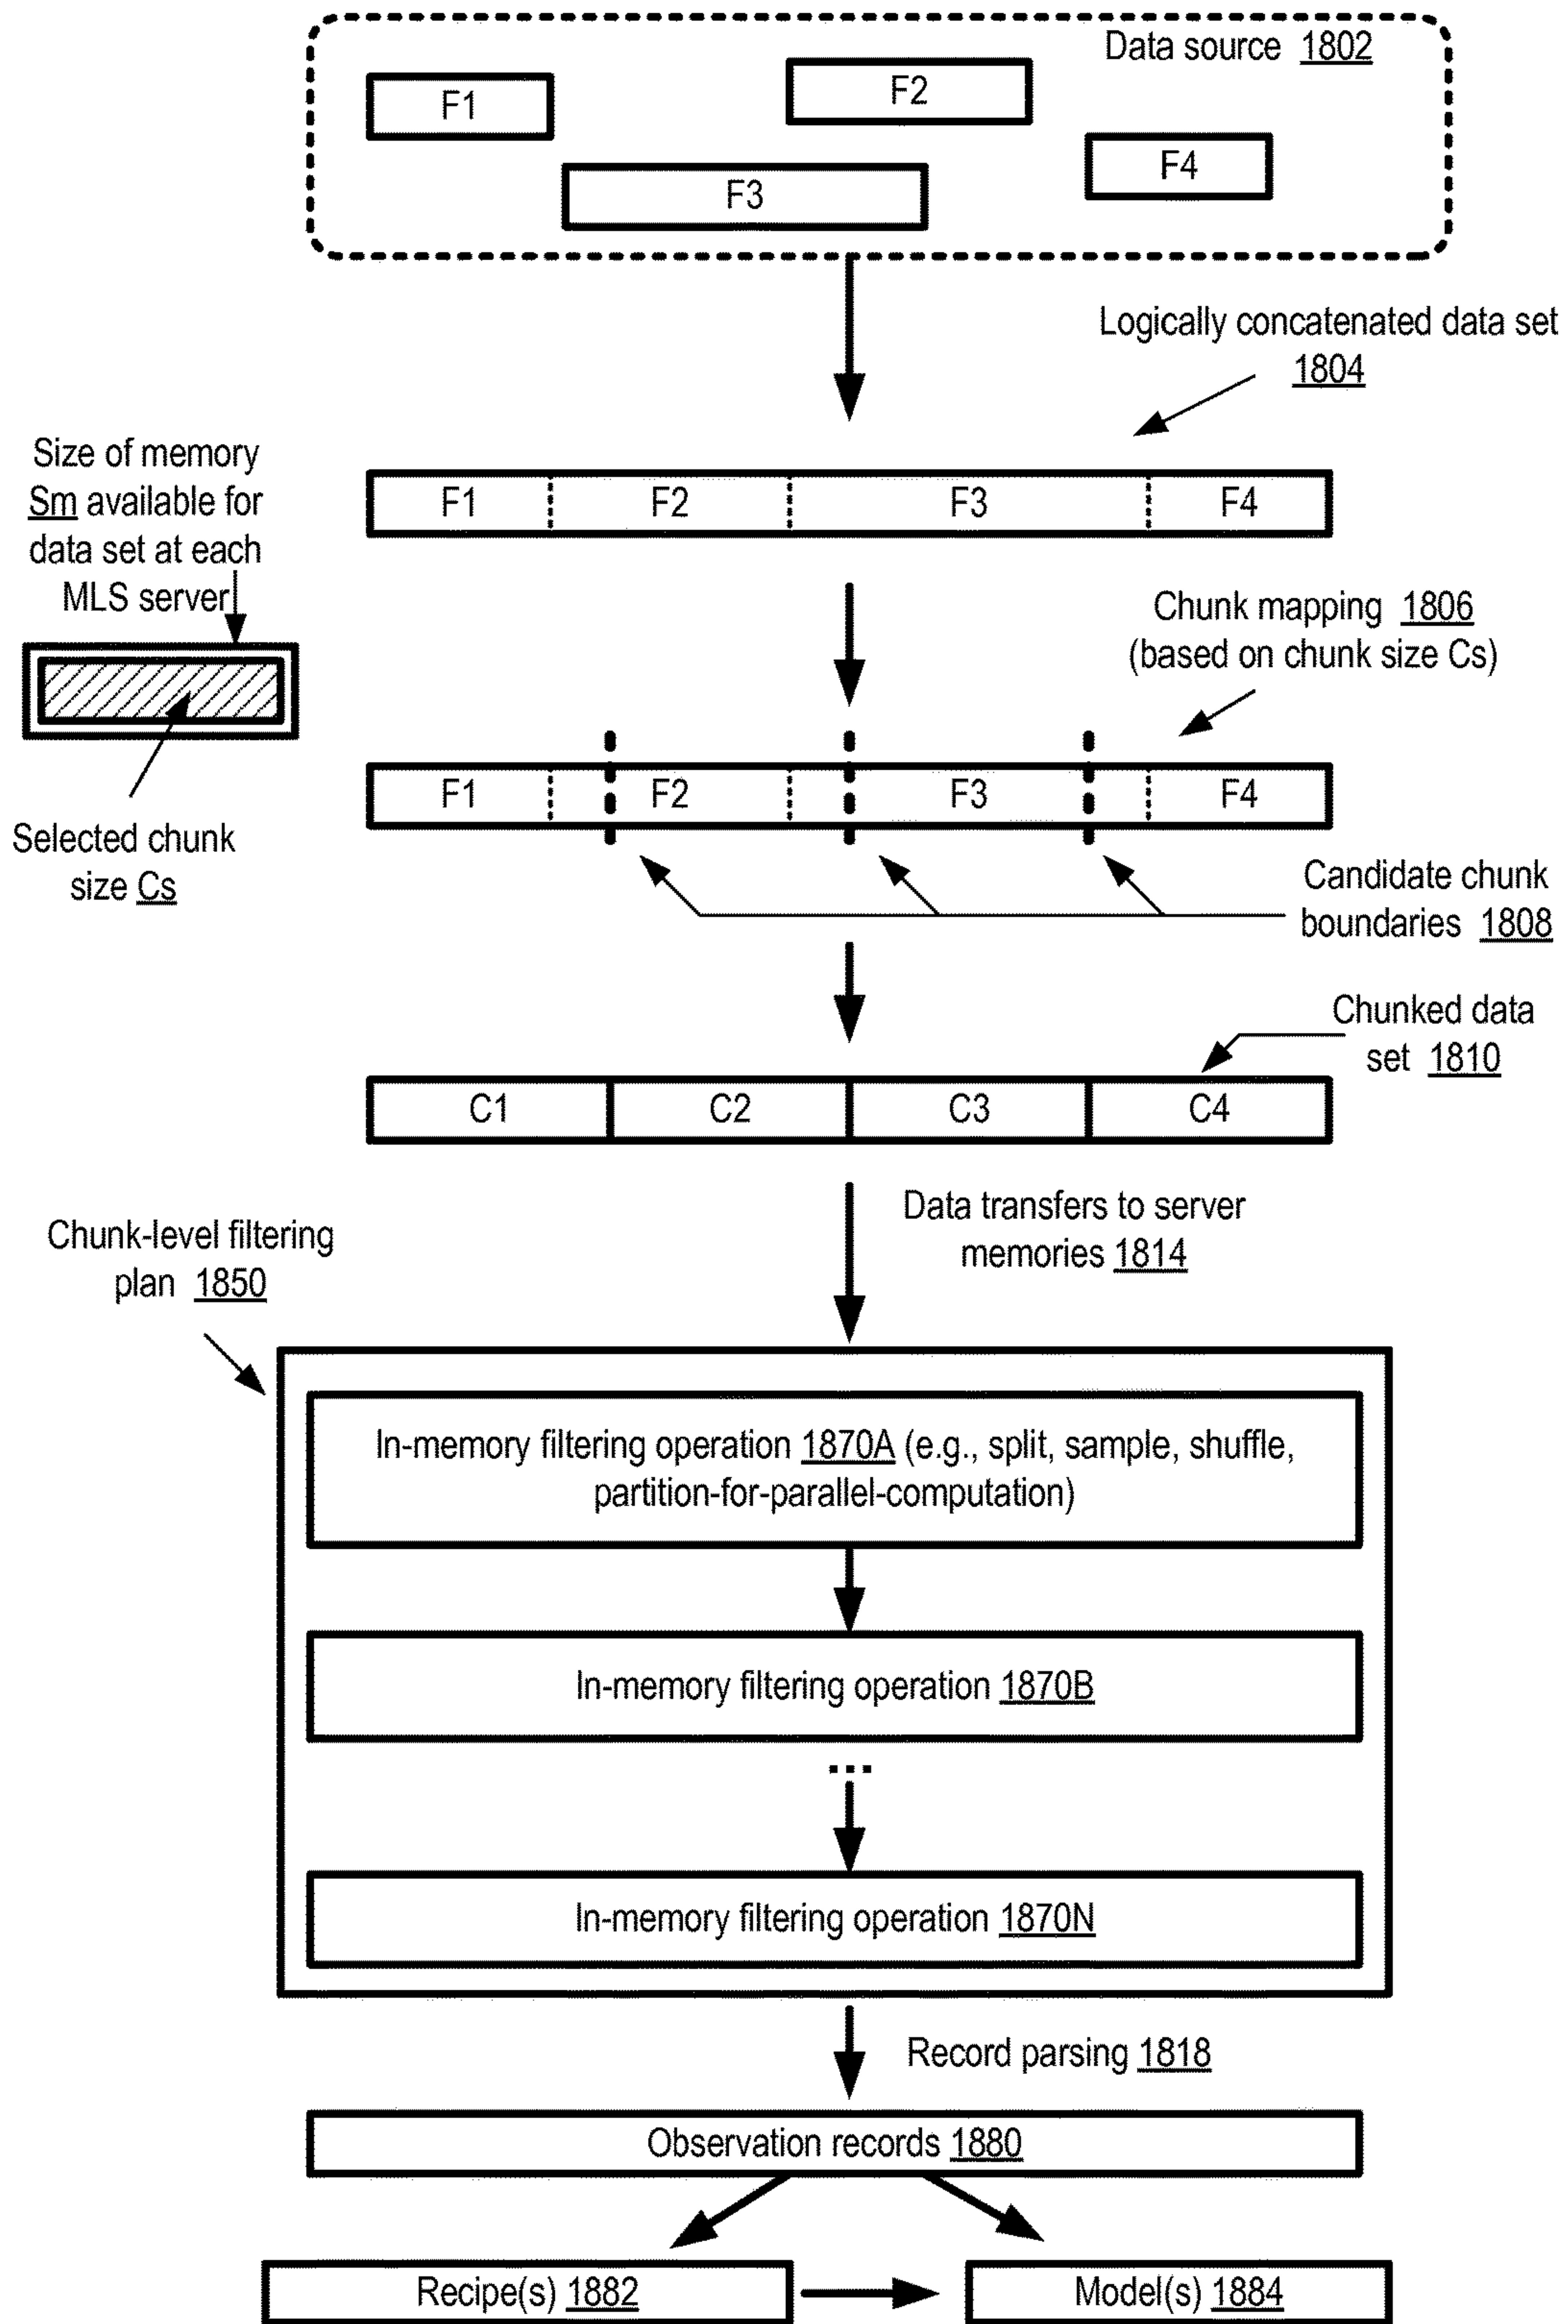 Data source 1802
F1
F2
F3
F4
Logically concatenated data set
1804
Size of memory
Sm available for
data set at each
MLS server
F1 F2 F3 F4
Chunk mapping 1806
(based on chunk size Cs)
F1 F2 F3 F4
Selected chunk
size Cs
Candidate chunk
boundaries 1808
Chunked data
set 1810
C1 C2 C3 C4
Data transfers to server
memories 1814
Chunk-level filtering
plan 1850
In-memory filtering operation 1870A (e.g., split, sample, shuffle,
partition-for-parallel-computation)
In-memory filtering operation 1870B
...
In-memory filtering operation 1870N
Record parsing 1818
Observation records 1880
Recipe(s) 1882
Model(s) 1884